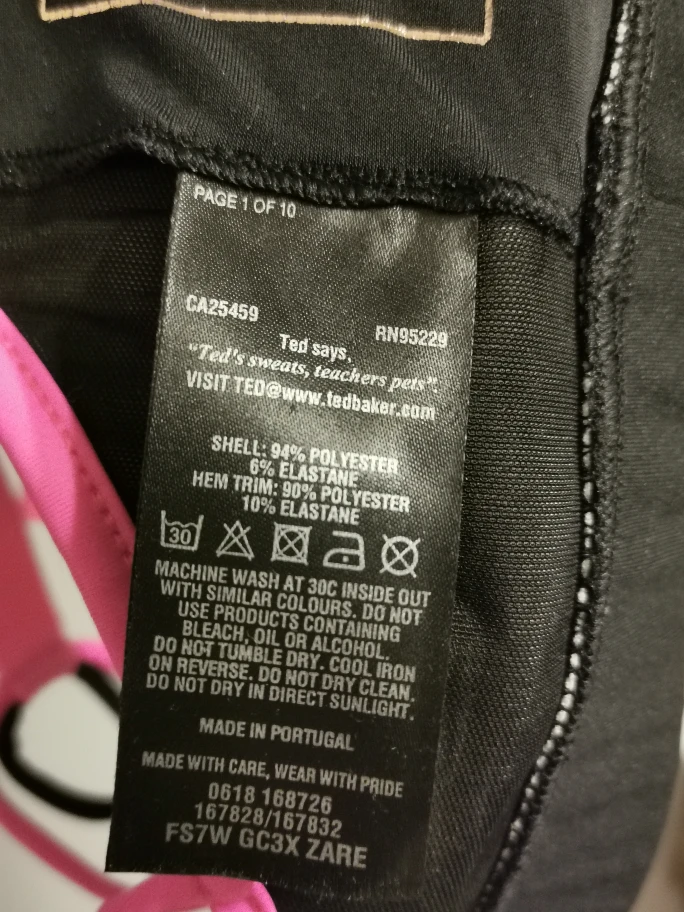 PAGE 1 OF 10
CA25459
RN95229
Ted says,
"Ted's sweats, teachers pets".
VISIT TED@www.tedbaker.com
SHELL: 94% POLYESTER
6% ELASTANE
HEM TRIM: 90% POLYESTER
10% ELASTANE
30
MACHINE WASH AT 30C INSIDE OUT
WITH SIMILAR COLOURS. DO NOT
USE PRODUCTS CONTAINING
BLEACH, OIL OR ALCOHOL.
DO NOT TUMBLE DRY. COOL IRON
ON REVERSE. DO NOT DRY CLEAN.
DO NOT DRY IN DIRECT SUNLIGHT.
MADE IN PORTUGAL
MADE WITH CARE, WEAR WITH PRIDE
0618 168726
167828/167832
FS7W GC3X ZARE